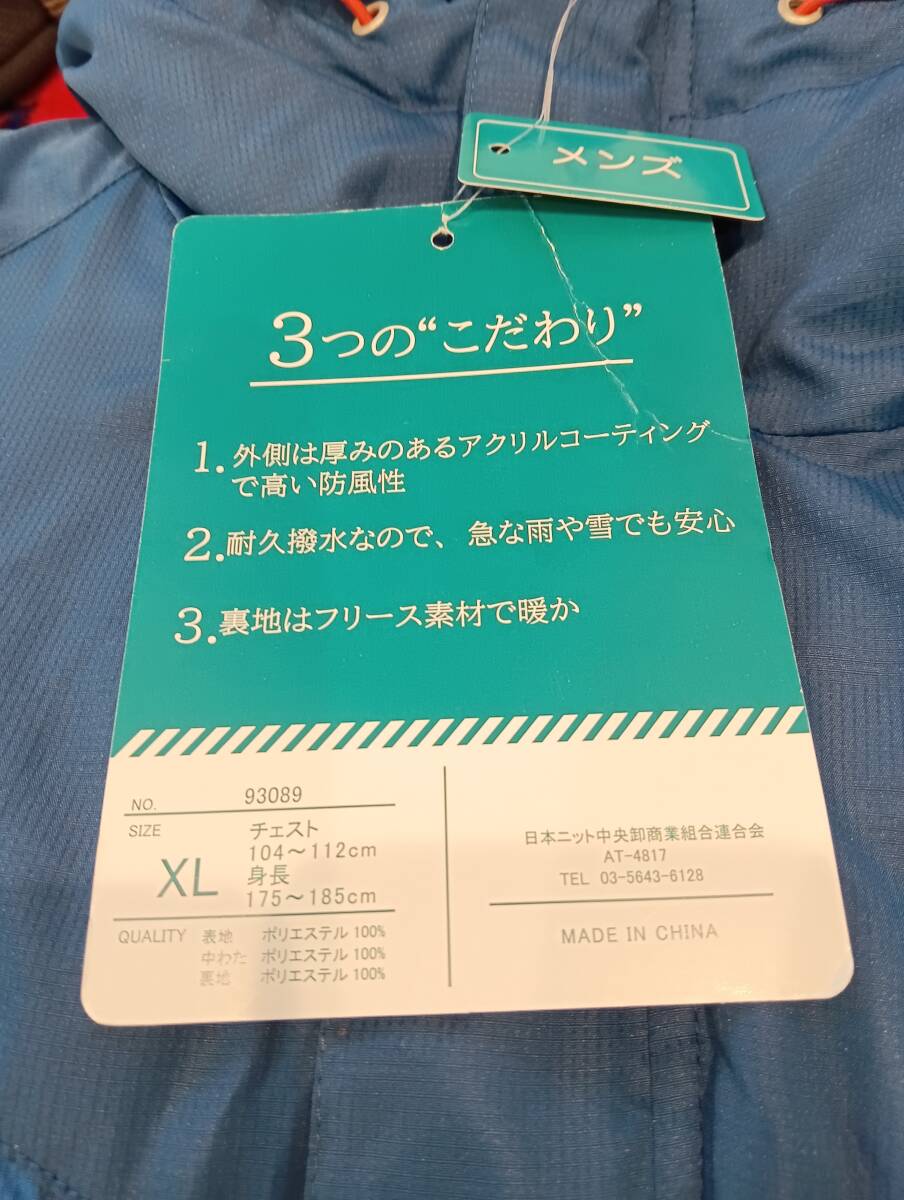 メンズ
3つの“こだわり”
1.外側は厚みのあるアクリルコーティング
で高い防風性
2.耐久撥水なので、急な雨や雪でも安心
3.裏地はフリース素材で暖か
NO. 93089
SIZE チェスト
104～112cm
XL 身長
175～185cm
QUALITY 表地 ポリエステル 100%
中わた ポリエステル 100%
裏地 ポリエステル 100%
日本ニット中央卸商業組合連合会
AT-4817
TEL 03-5643-6128
MADE IN CHINA